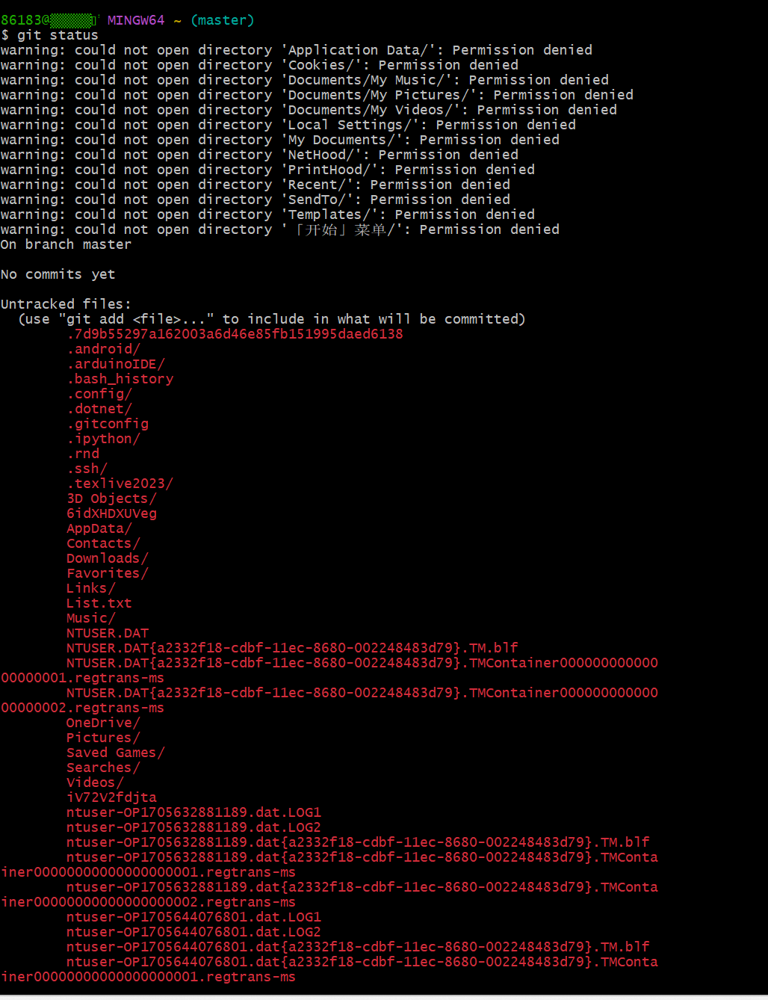 86183@ MINGW64 ~ (master)
$ git status
warning: could not open directory 'Application Data/': Permission denied
warning: could not open directory 'Cookies/': Permission denied
warning: could not open directory 'Documents/My Music/': Permission denied
warning: could not open directory 'Documents/My Pictures/': Permission denied
warning: could not open directory 'Documents/My Videos/': Permission denied
warning: could not open directory 'Local Settings/': Permission denied
warning: could not open directory 'My Documents/': Permission denied
warning: could not open directory 'NetHood/': Permission denied
warning: could not open directory 'PrintHood/': Permission denied
warning: could not open directory 'Recent/': Permission denied
warning: could not open directory 'SendTo/': Permission denied
warning: could not open directory 'Templates/': Permission denied
warning: could not open directory '「开始」菜单/': Permission denied
On branch master
No commits yet
Untracked files:
(use "git add <file>..." to include in what will be committed)
.7d9b55297a162003a6d46e85fb151995daed6138
.android/
.arduinoIDE/
.bash_history
.config/
.dotnet/
.gitconfig
.ipython/
.rnd
.ssh/
.texlive2023/
3D Objects/
6idXHDXUVeg
AppData/
Contacts/
Downloads/
Favorites/
Links/
List.txt
Music/
NTUSER.DAT
NTUSER.DAT{a2332f18-cdbf-11ec-8680-002248483d79}.TM.blf
NTUSER.DAT{a2332f18-cdbf-11ec-8680-002248483d79}.TMContainer000000000000
00000001.regtrans-ms
NTUSER.DAT{a2332f18-cdbf-11ec-8680-002248483d79}.TMContainer000000000000
00000002.regtrans-ms
OneDrive/
Pictures/
Saved Games/
Searches/
Videos/
iV72V2fdjta
ntuser-OP1705632881189.dat.LOG1
ntuser-OP1705632881189.dat.LOG2
ntuser-OP1705632881189.dat{a2332f18-cdbf-11ec-8680-002248483d79}.TM.blf
ntuser-OP1705632881189.dat{a2332f18-cdbf-11ec-8680-002248483d79}.TMConta
iner00000000000000000001.regtrans-ms
ntuser-OP1705632881189.dat{a2332f18-cdbf-11ec-8680-002248483d79}.TMConta
iner00000000000000000002.regtrans-ms
ntuser-OP1705644076801.dat.LOG1
ntuser-OP1705644076801.dat.LOG2
ntuser-OP1705644076801.dat{a2332f18-cdbf-11ec-8680-002248483d79}.TM.blf
ntuser-OP1705644076801.dat{a2332f18-cdbf-11ec-8680-002248483d79}.TMConta
iner00000000000000000001.regtrans-ms